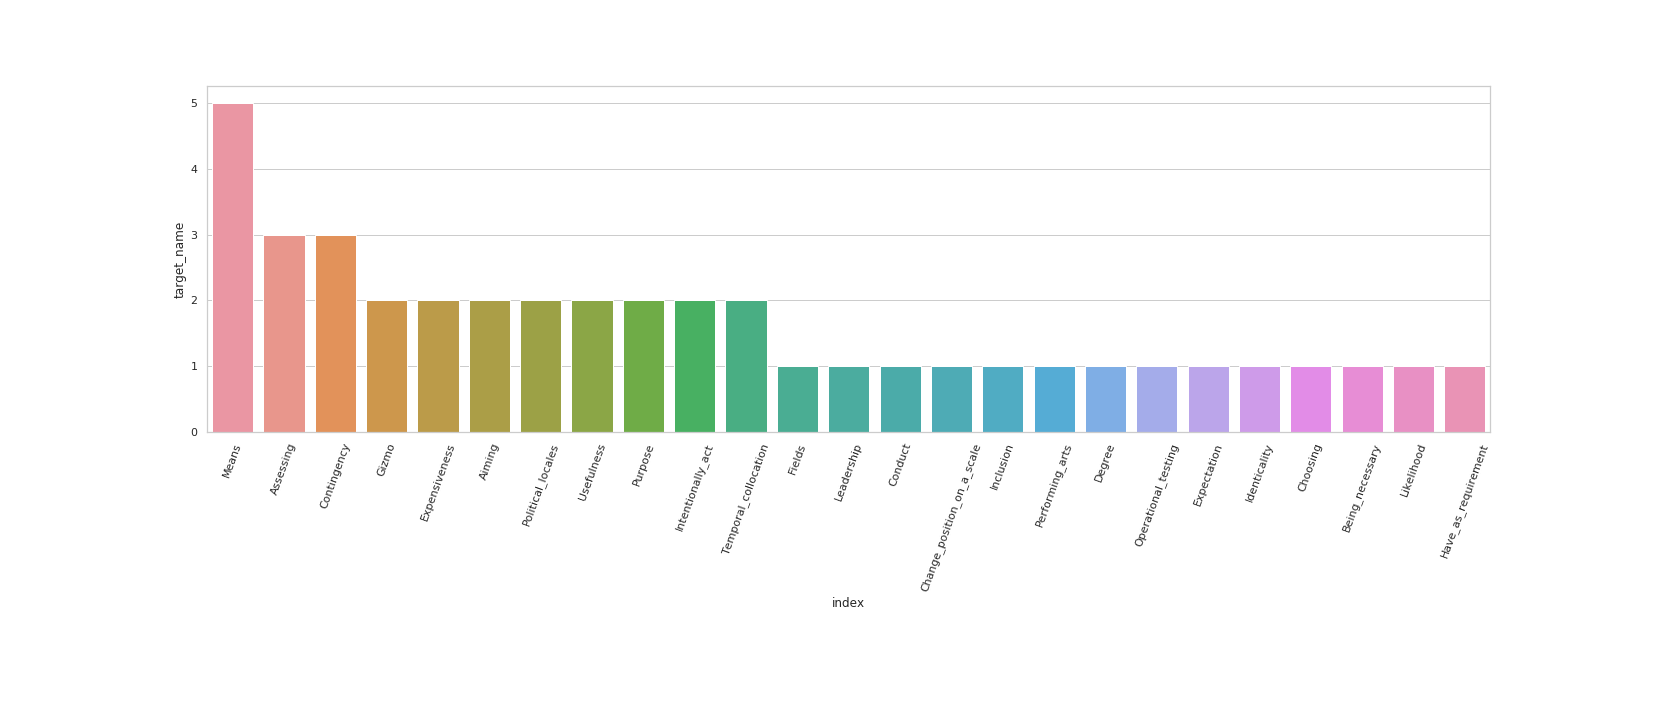 5
4
3
2
1
0
target_name
Means
Assessing
Contingency
Gizmo
Expensiveness
Aiming
Political_locales
Usefulness
Purpose
Intentionally_act
Temporal_collocation
Fields
Leadership
Conduct
Change_position_on_a_scale
Inclusion
Performing_arts
Degree
Operational_testing
Expectation
Identicality
Choosing
Being_necessary
Likelihood
Have_as_requirement
index